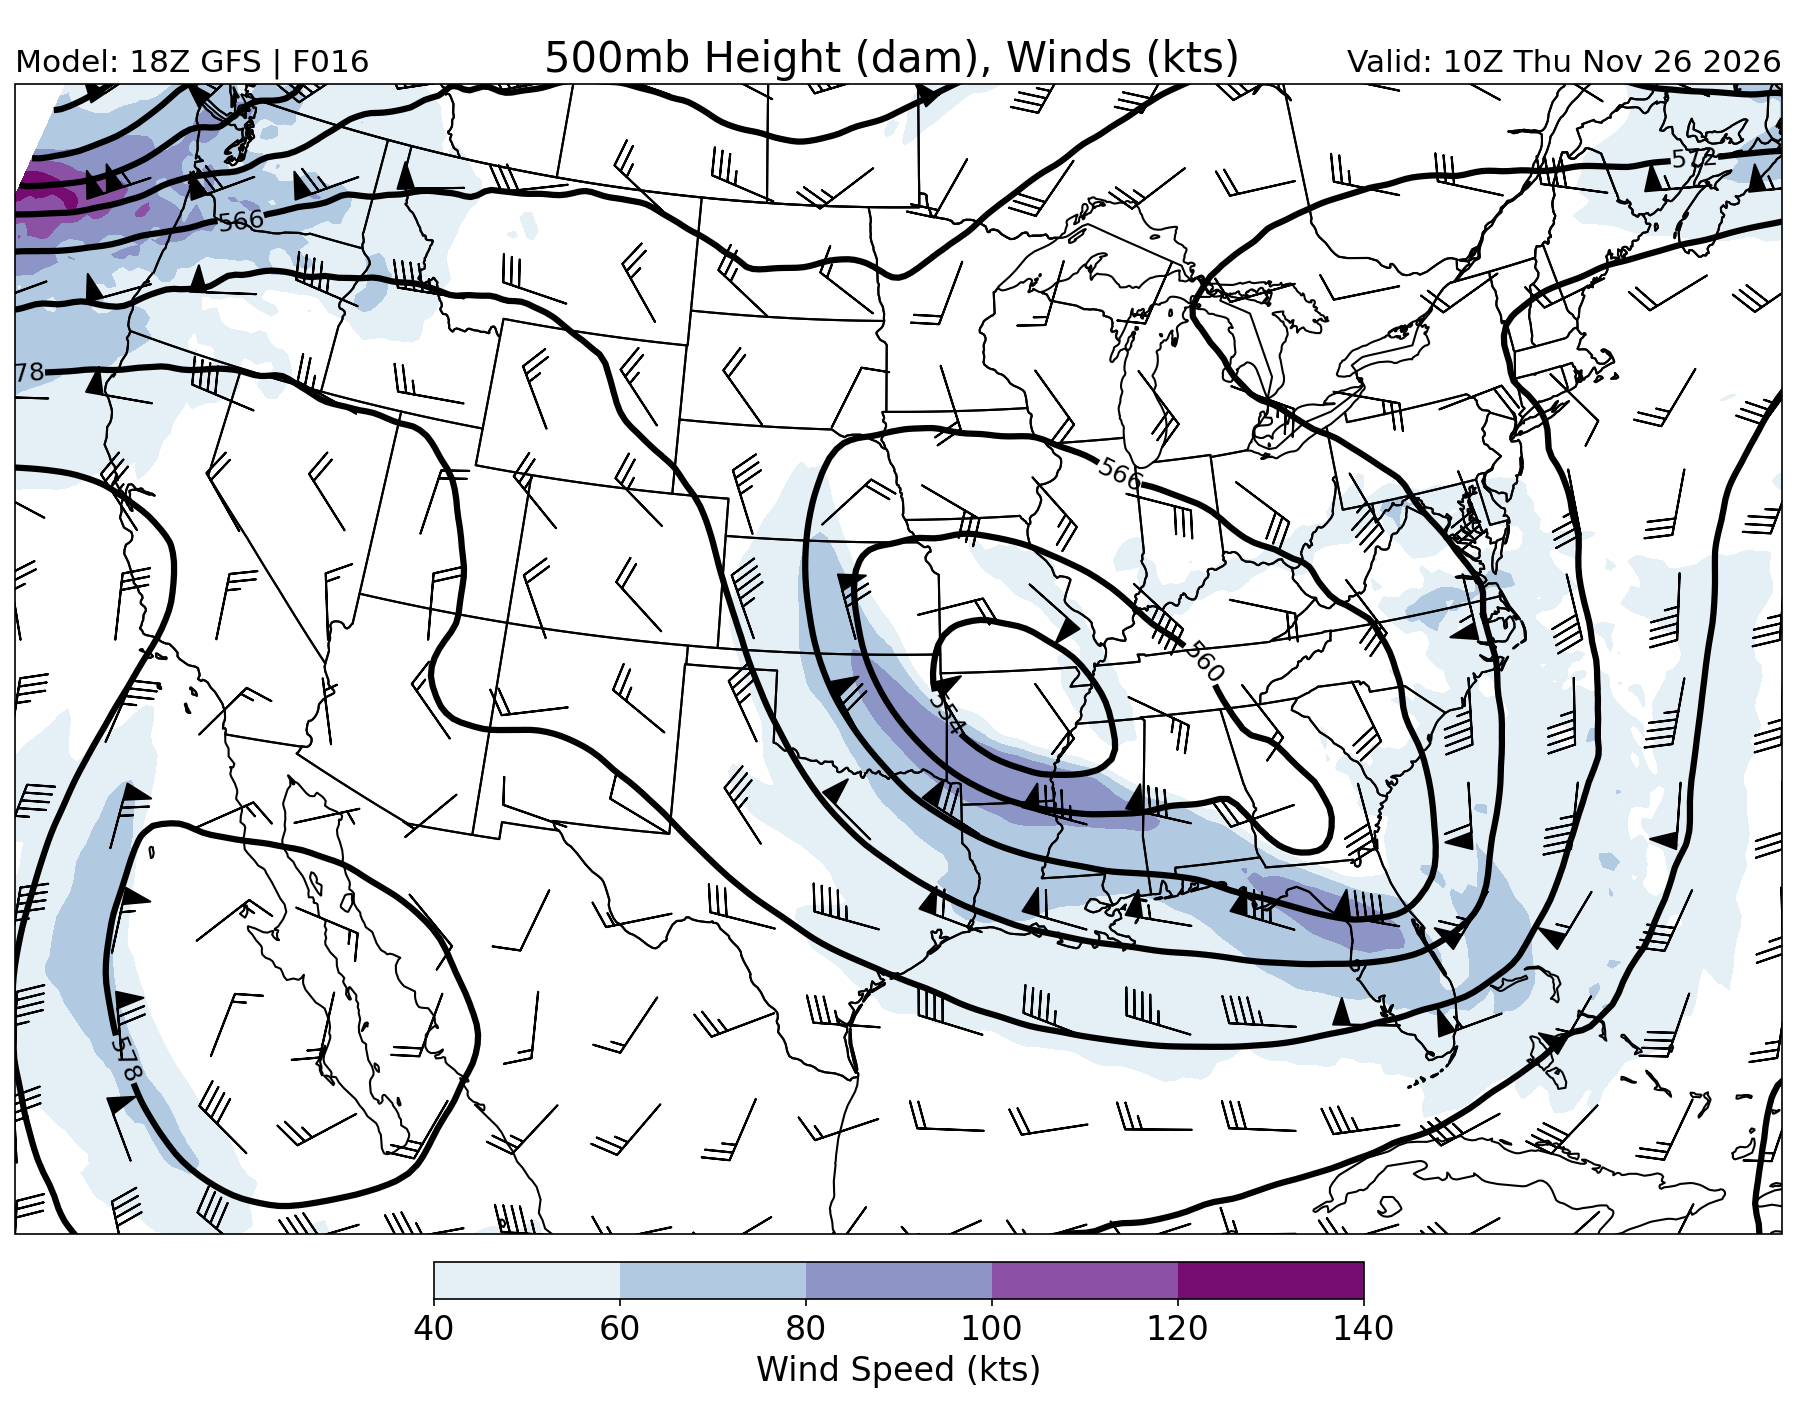 Model: 18Z GFS | F016
500mb Height (dam), Winds (kts)
Valid: 10Z Thu Nov 26 2026
572
566
78
566
560
554
578
40 60 80 100 120 140
Wind Speed (kts)